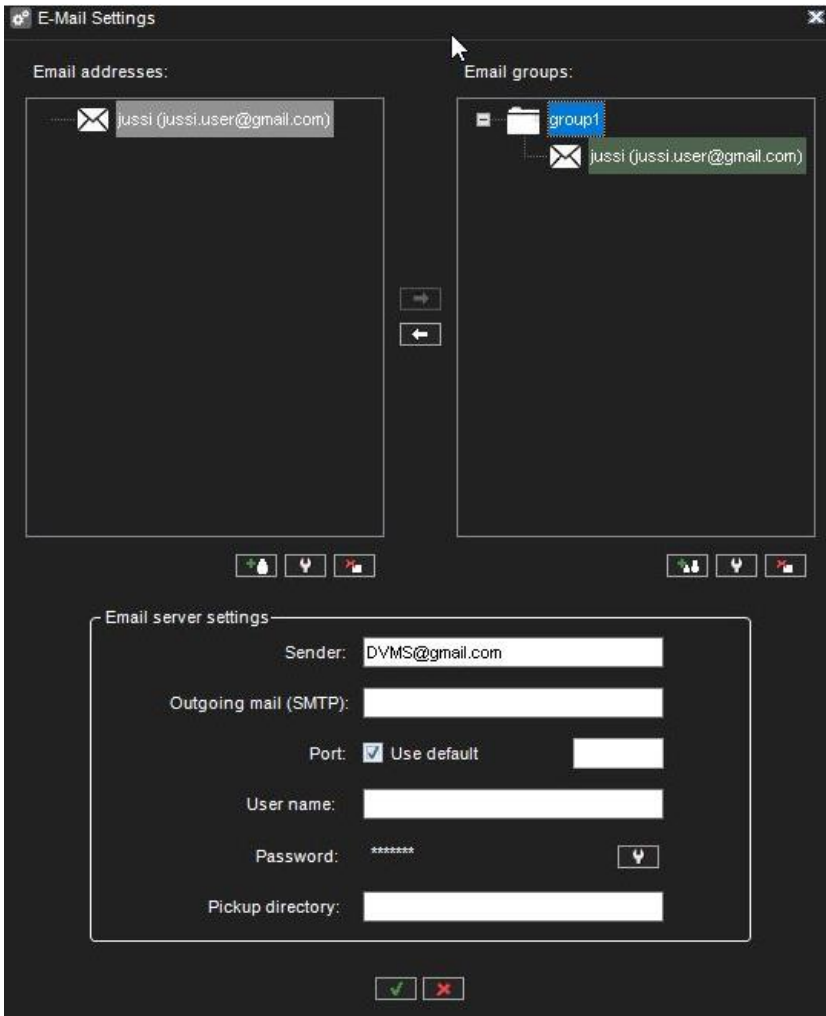 E-Mail Settings
Email addresses:
Email groups:
jussi (jussi.user@gmail.com)
group1
jussi (jussi.user@gmail.com)
Email server settings
Sender: DVMS@gmail.com
Outgoing mail (SMTP):
Port: Use default
User name:
Password: *******
Pickup directory: